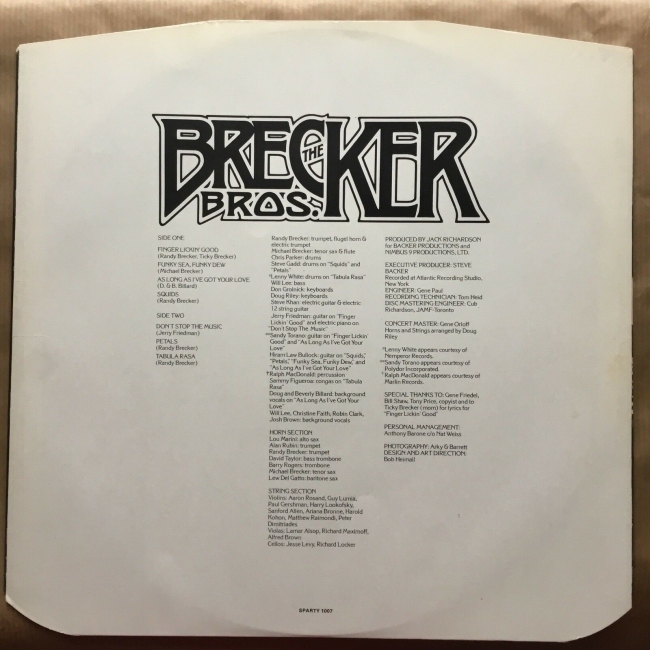 THE
BRECKER
BROS.
SIDE ONE
FINGER LICKIN' GOOD
(Randy Brecker, Ticky Brecker)
FUNKY SEA, FUNKY DEW
(Michael Brecker)
AS LONG AS I'VE GOT YOUR LOVE
(D. & B. Billard)
SQUIDS
(Randy Brecker)
SIDE TWO
DON'T STOP THE MUSIC
(Jerry Friedman)
PETALS
(Randy Brecker)
TABULA RASA
(Randy Brecker)
Randy Brecker: trumpet, flugel horn &
electric trumpet
Michael Brecker: tenor sax & flute
Chris Parker: drums
Steve Gadd: drums on "Squids" and
"Petals"
*Lenny White: drums on "Tabula Rasa"
Will Lee: bass
Don Grolnick: keyboards
Doug Riley: keyboards
Steve Khan: electric guitar & electric
12 string guitar
Jerry Friedman: guitar on "Finger
Lickin' Good" and electric piano on
"Don't Stop The Music"
**Sandy Torano: guitar on "Finger Lickin'
Good" and "As Long As I've Got Your
Love"
Hiram Law Bullock: guitar on "Squids,"
"Petals," "Funky Sea, Funky Dew," and
"As Long As I've Got Your Love"
†Ralph MacDonald: percussion
Sammy Figueroa: congas on "Tabula
Rasa"
Doug and Beverly Billard: background
vocals on "As Long As I've Got Your
Love"
Will Lee, Christine Faith, Robin Clark,
Josh Brown: background vocals
HORN SECTION
Lou Marini: alto sax
Alan Rubin: trumpet
Randy Brecker: trumpet
David Taylor: bass trombone
Barry Rogers: trombone
Michael Brecker: tenor sax
Lew Del Gatto: baritone sax
STRING SECTION
Violins: Aaron Rosand, Guy Lumia,
Paul Gershman, Harry Lookofsky,
Sanford Allen, Ariana Bronne, Harold
Kohon, Matthew Raimondi, Peter
Dimitriades
Violas: Lamar Alsop, Richard Maximoff,
Alfred Brown
Cellos: Jesse Levy, Richard Locker
PRODUCED BY JACK RICHARDSON
for BACKER PRODUCTIONS and
NIMBUS 9 PRODUCTIONS, LTD.
EXECUTIVE PRODUCER: STEVE
BACKER
Recorded at Atlantic Recording Studio,
New York
ENGINEER: Gene Paul
RECORDING TECHNICIAN: Tom Heid
DISC MASTERING ENGINEER: Cub
Richardson, JAMF-Toronto
CONCERT MASTER: Gene Orloff
Horns and Strings arranged by Doug
Riley
*Lenny White appears courtesy of
Nemperor Records.
**Sandy Torano appears courtesy of
Polydor Incorporated.
†Ralph MacDonald appears courtesy of
Marlin Records.
SPECIAL THANKS TO: Gene Friedel,
Bill Shaw, Tony Price, copyist and to
Ticky Brecker (mom) for lyrics for
"Finger Lickin' Good"
PERSONAL MANAGEMENT:
Anthony Barone c/o Nat Weiss
PHOTOGRAPHY: Arky & Barrett
DESIGN AND ART DIRECTION:
Bob Heimall
SPARTY 1007